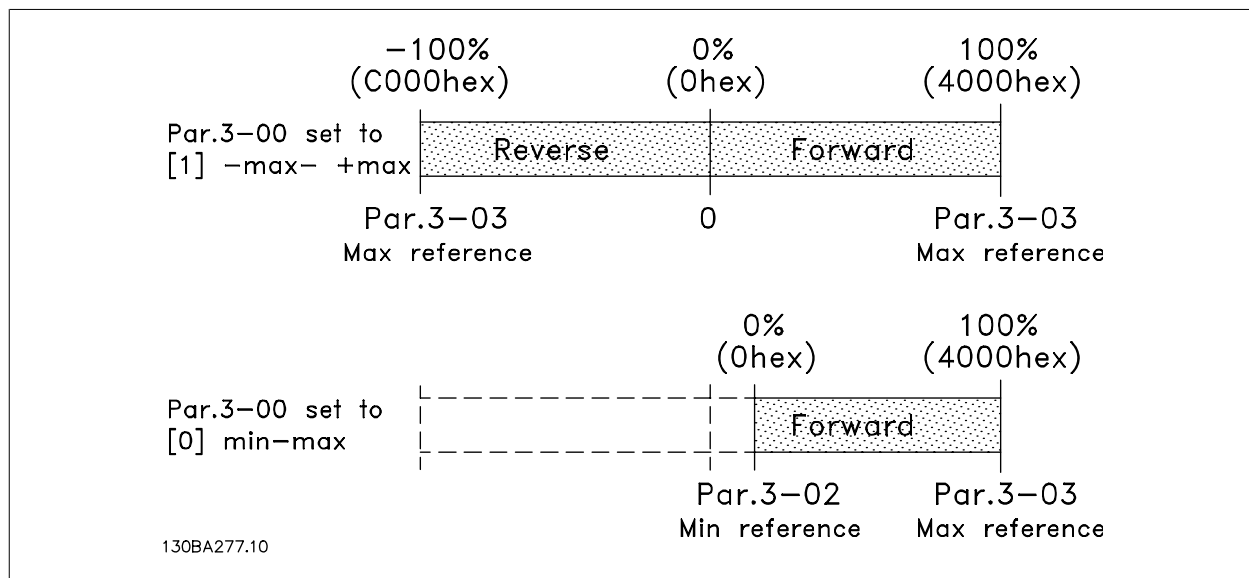 -100% 0% 100%
(C000hex) (0hex) (4000hex)
Par.3-00 set to
[1] -max- +max
Reverse Forward
Par.3-03 0 Par.3-03
Max reference Max reference
0% 100%
(0hex) (4000hex)
Par.3-00 set to
[0] min-max
Forward
Par.3-02 Par.3-03
Min reference Max reference
130BA277.10